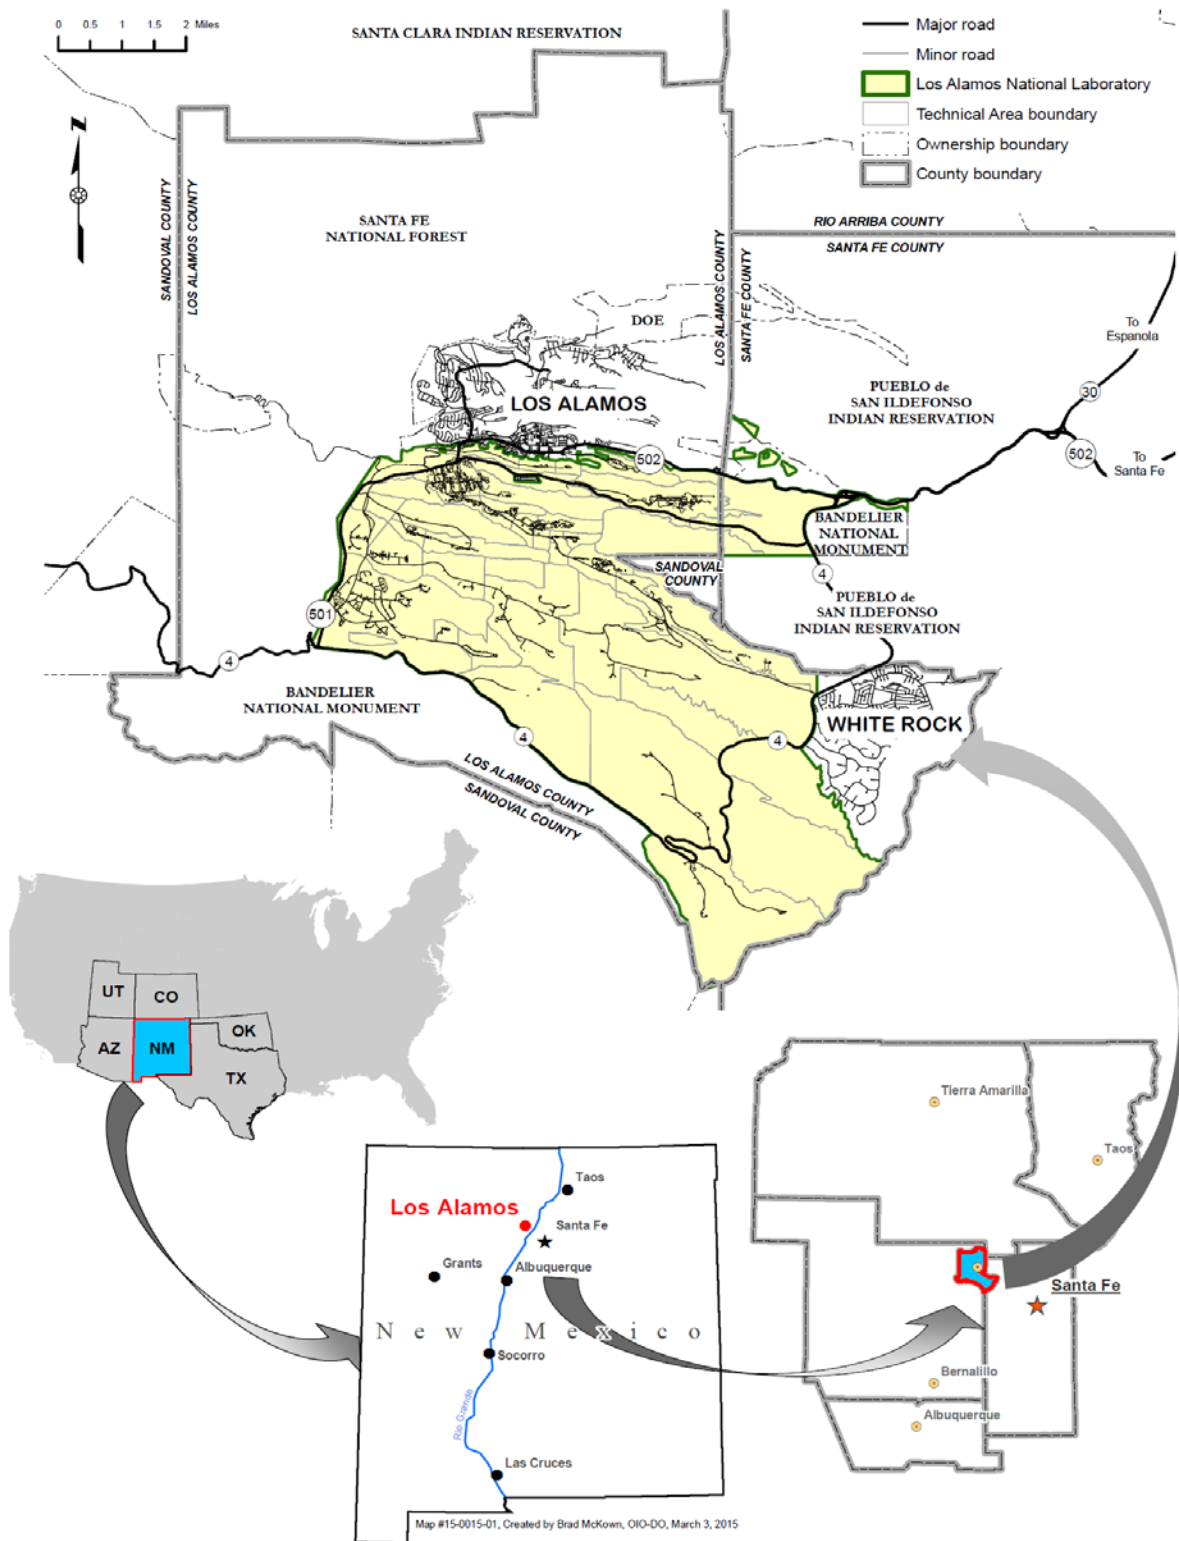 0 0.5 1 1.5 2 Miles
SANTA CLARA INDIAN RESERVATION
Major road
Minor road
Los Alamos National Laboratory
Technical Area boundary
Ownership boundary
County boundary
N
SANDOVAL COUNTY
LOS ALAMOS COUNTY
SANTA FE
NATIONAL FOREST
RIO ARRIBA COUNTY
SANTA FE COUNTY
LOS ALAMOS COUNTY
SANTA FE COUNTY
DOE
To
Espanola
LOS ALAMOS
PUEBLO de
SAN ILDEFONSO
INDIAN RESERVATION
30
502
502
To
Santa Fe
BANDELIER
NATIONAL
MONUMENT
SANDOVAL
COUNTY
4
PUEBLO de
SAN ILDEFONSO
INDIAN RESERVATION
501
4
BANDELIER
NATIONAL MONUMENT
WHITE ROCK
4
4
LOS ALAMOS COUNTY
SANDOVAL COUNTY
UT
CO
AZ
NM
OK
TX
Tierra Amarilla
Taos
Santa Fe
Bernalillo
Albuquerque
Taos
Los Alamos
Santa Fe
Grants
Albuquerque
New Mexico
Socorro
Rio Grande
Las Cruces
Map #15-0015-01, Created by Brad McKown, OIO-DO, March 3, 2015